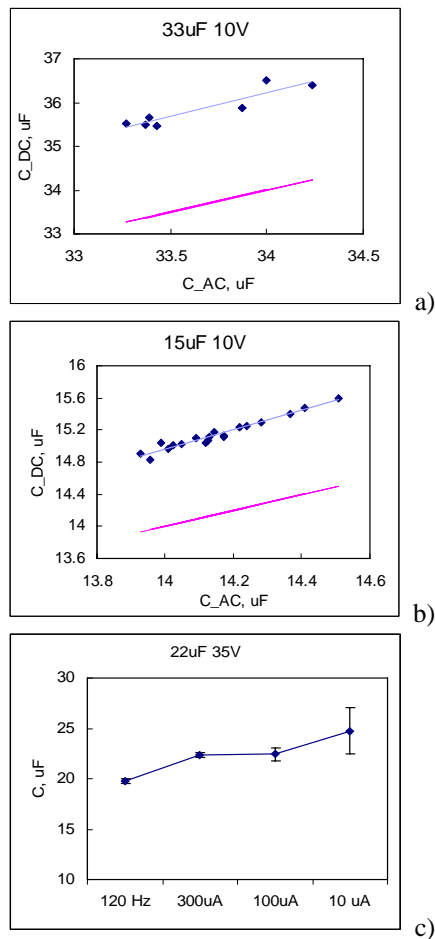 33uF 10V
37
36
35
34
33
C_DC, uF
33 33.5 34 34.5
C_AC, uF
a)
15uF 10V
16
15.6
15.2
14.8
14.4
14
13.6
C_DC, uF
13.8 14 14.2 14.4 14.6
C_AC, uF
b)
22uF 35V
30
25
20
15
10
C, uF
120 Hz 300uA 100uA 10 uA
c)